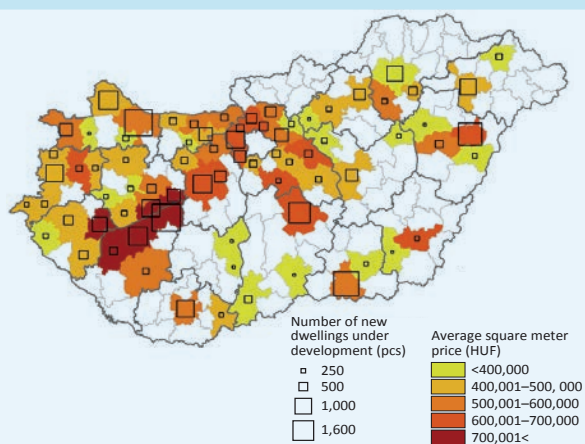 Number of new
dwellings under
development (pcs)
250
500
1,000
1,600
Average square meter
price (HUF)
<400,000
400,001–500, 000
500,001–600,000
600,001–700,000
700,001<